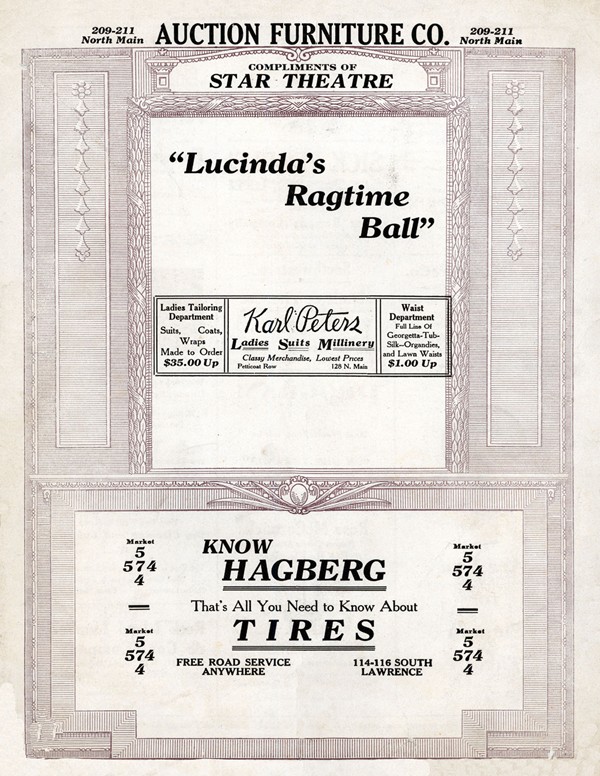 209-211
North Main
AUCTION FURNITURE CO.
209-211
North Main
COMPLIMENTS OF
STAR THEATRE
"Lucinda's
Ragtime
Ball"
Ladies Tailoring
Department
Suits, Coats,
Wraps
Made to Order
$35.00 Up
Karl Peters
Ladies Suits Millinery
Classy Merchandise, Lowest Prices
Petticoat Row 128 N. Main
Waist
Department
Full Line Of
Georgetta-Tub-
Silk-Organdies,
and Lawn Waists
$1.00 Up
Market
5
574
4
Market
5
574
4
KNOW
HAGBERG
That's All You Need to Know About
TIRES
FREE ROAD SERVICE
ANYWHERE
114-116 SOUTH
LAWRENCE
Market
5
574
4
Market
5
574
4